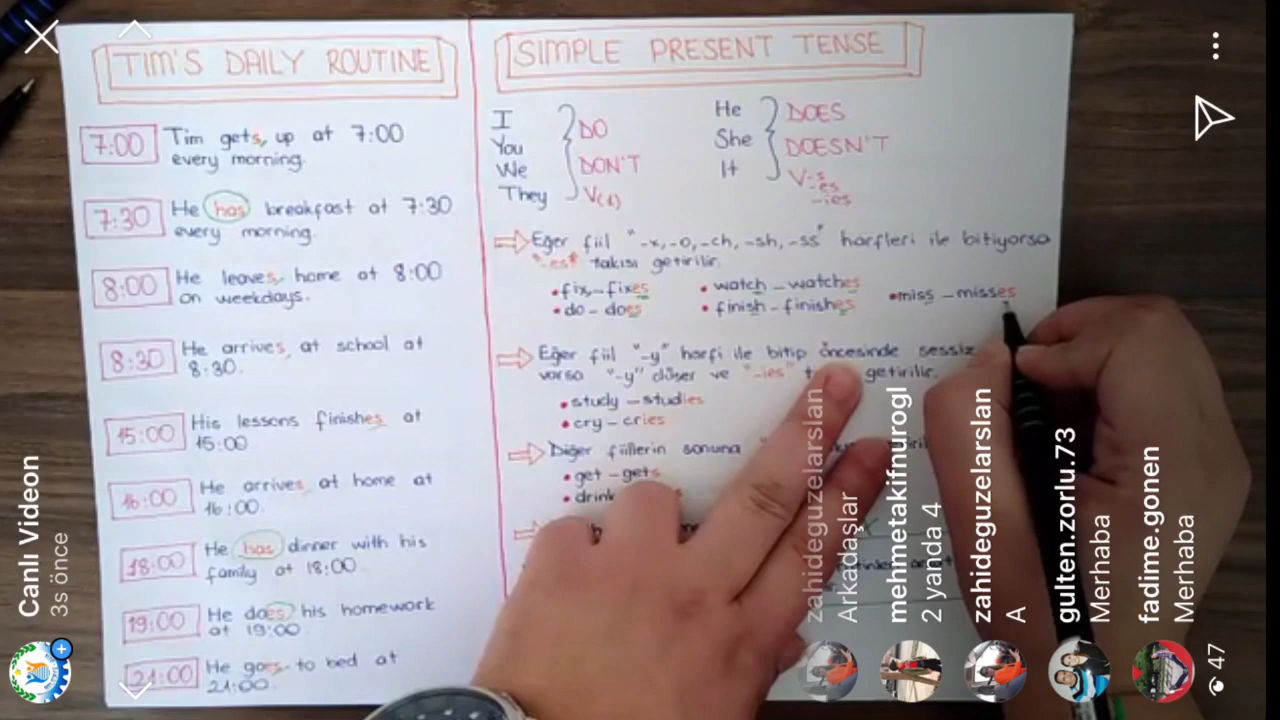 TIM'S DAILY ROUTINE
7:00 Tim gets up at 7:00
every morning.
7:30 He has breakfast at 7:30
every morning.
8:00 He leaves home at 8:00
on weekdays.
8:30 He arrives at school at
8:30.
15:00 His lessons finishes at
15:00
16:00 He arrives at home at
16:00.
18:00 He has dinner with his
family at 18:00.
19:00 He does his homework
at 19:00.
21:00 He goes to bed at
21:00.
SIMPLE PRESENT TENSE
I
You
We
They
DO
DON'T
V(1)
He
She
It
DOES
DOESN'T
V-s
-es
-ies
Eğer fiil "-x, -o, -ch, -sh, -ss" harfleri ile bitiyorsa
"-es" takısı getirilir.
• fix - fixes • watch - watches • miss - misses
• do - does • finish - finishes
Eğer fiil "-y" harfi ile bitip öncesinde sessiz
varsa "-y" düşer ve "-ies" getirilir.
• study - studies
• cry - cries
Diğer fiillerin sonuna
• get - gets
• drink
Canlı Videon
3s önce
zahideguzelarslan
Arkadaşlar
mehmetakifnurogl
2 yanda 4
zahideguzelarslan
A
gulten.zorlu.73
Merhaba
fadime.gonen
Merhaba
47